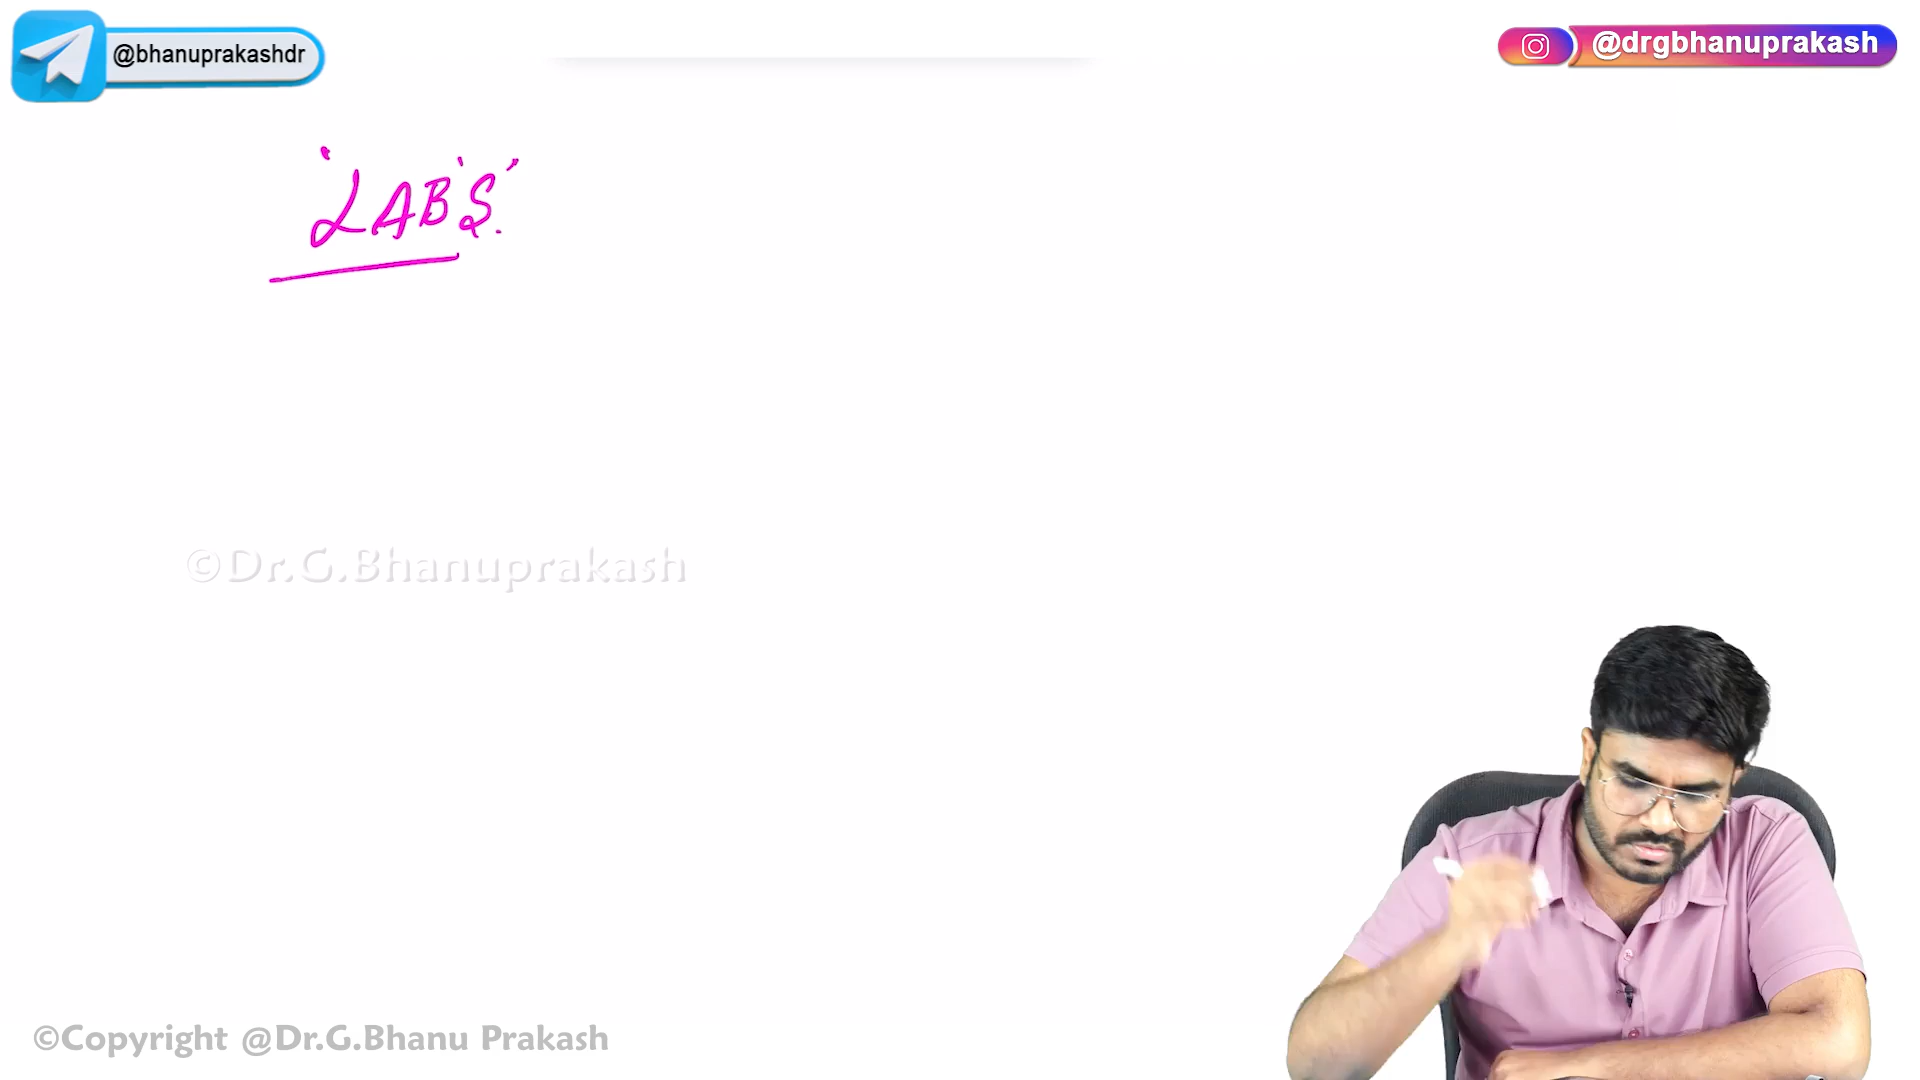 @bhanuprakashdr
@drgbhanuprakash
"LAB'S"
©Dr.G.Bhanuprakash
©Copyright @Dr.G.Bhanu Prakash